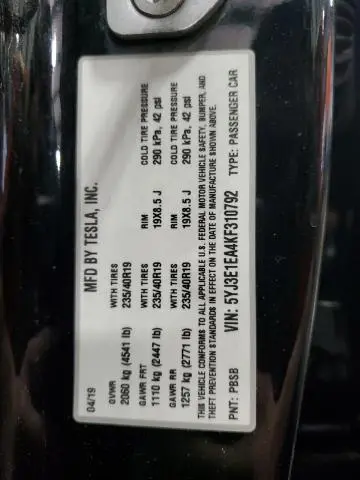 MFD BY TESLA, INC.
04/19
GVWR WITH TIRES RIM COLD TIRE PRESSURE
2060 kg (4541 lb) 235/40R19 19X8.5 J 290 kPa, 42 psi
GAWR FRT WITH TIRES RIM COLD TIRE PRESSURE
1110 kg (2447 lb) 235/40R19 19X8.5 J 290 kPa, 42 psi
GAWR RR
1257 kg (2771 lb) 235/40R19
THIS VEHICLE CONFORMS TO ALL APPLICABLE U.S. FEDERAL MOTOR VEHICLE SAFETY, BUMPER, AND
THEFT PREVENTION STANDARDS IN EFFECT ON THE DATE OF MANUFACTURE SHOWN ABOVE.
VIN: 5YJ3E1EA4KF310792
PNT: PBSB TYPE: PASSENGER CAR